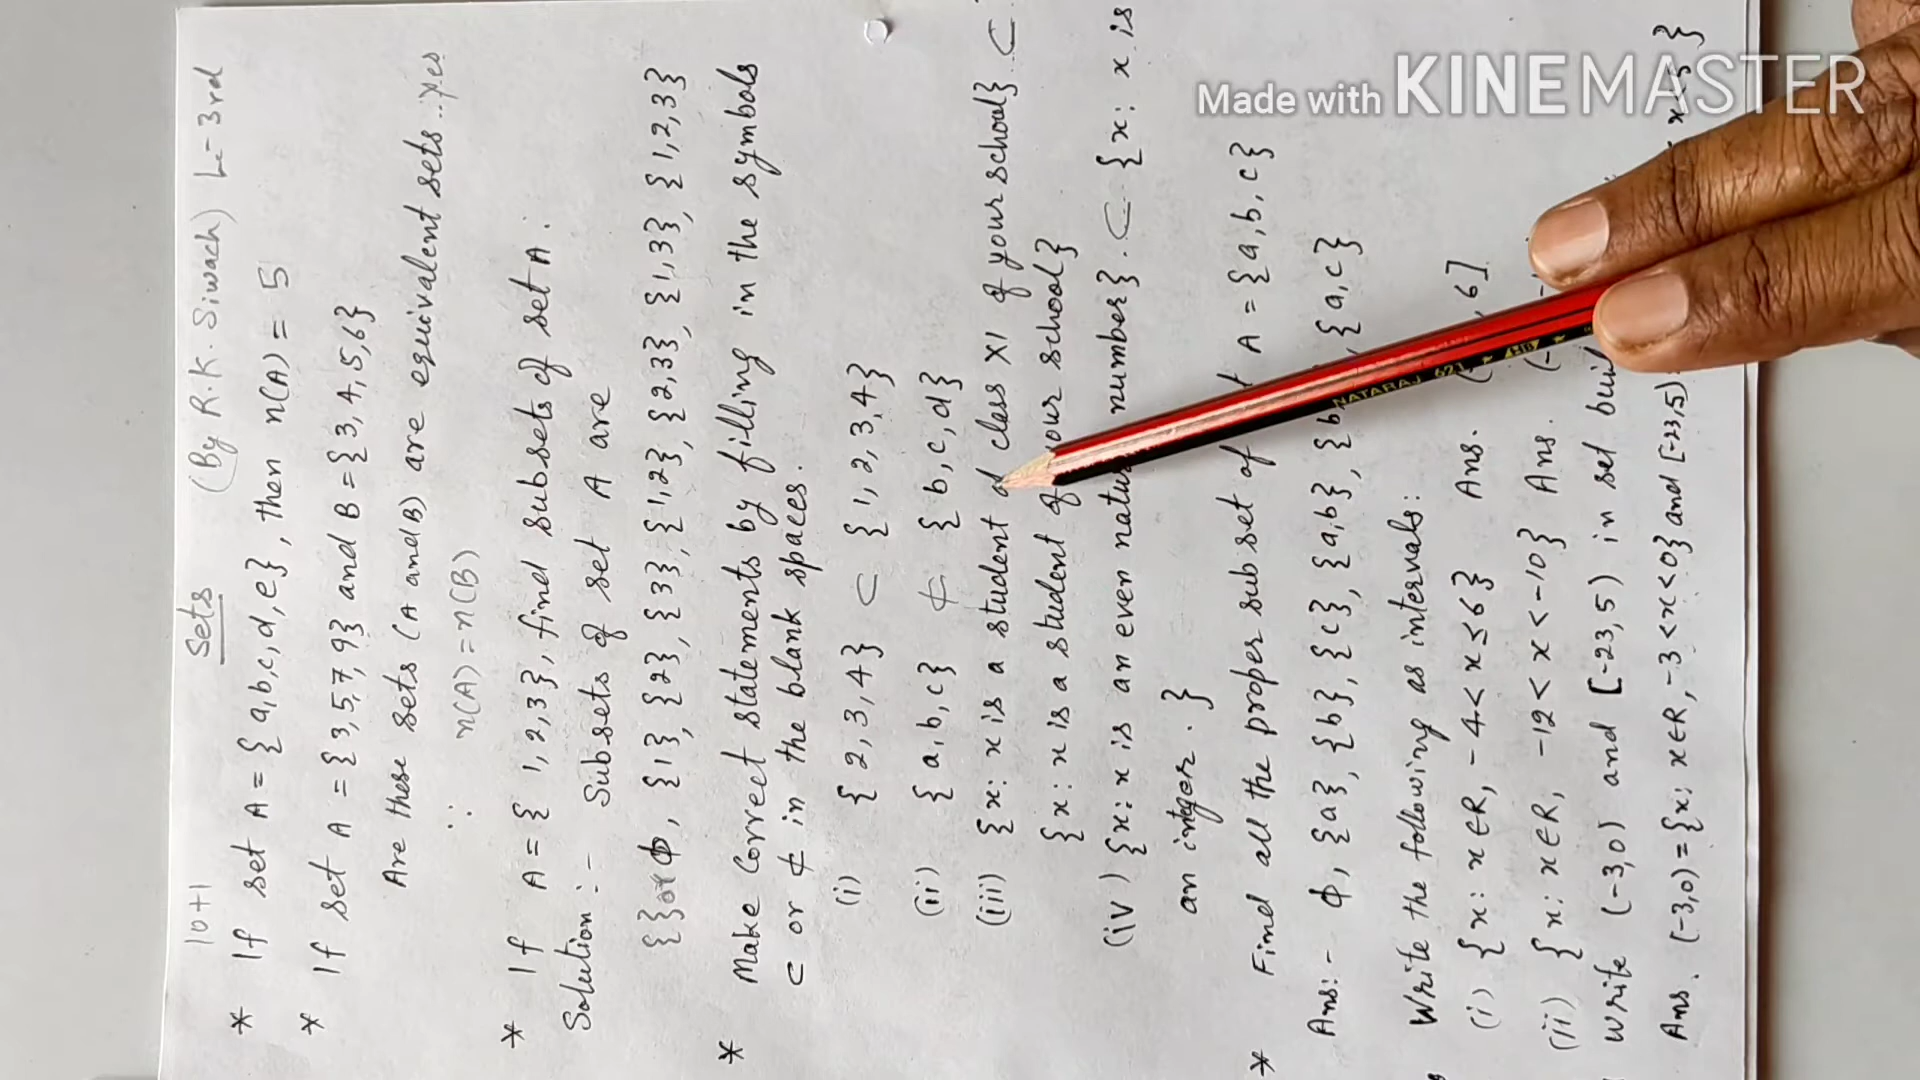 10+1 Sets (By R.K. Siwach) L-3rd
* If set A = { a, b, c, d, e }, then n(A) = 5
* If set A = { 3, 5, 7, 9} and B = {3, 4, 5, 6}
Are these sets (A and B) are equivalent sets...Yes
∵ n(A) = n(B)
* If A = { 1, 2, 3}, find subsets of set A.
Solution:- Subsets of set A are
{ } or ϕ, {1}, {2}, {3}, {1,2}, {2,3}, {1,3}, {1,2,3}
* Make Correct statements by filling in the symbols
⊂ or ⊄ in the blank spaces.
(i) { 2, 3, 4} ⊂ { 1, 2, 3, 4}
(ii) { a, b, c} ⊄ { b, c, d}
(iii) {x: x is a student of class XI of your school} ⊂
{x: x is a student of your school}
(iv) {x: x is an even number}. ⊂ {x: x is
an integer.}
* Find all the proper subset of A = {a, b, c}
Ans:- ϕ, {a}, {b}, {c}, {a,b}, {b {a,c}
Write the following as intervals:
(i) {x: x∈R, -4 < x ≤ 6} Ans. 6]
(ii) {x: x∈R, -12 < x < -10} Ans. (-
Write (-3,0) and [-23,5) in set
Ans. (-3,0) = {x: x∈R, -3 < x < 0} and [-23,5) x<5}
NATARAJ 621 HB
Made with KINEMASTER